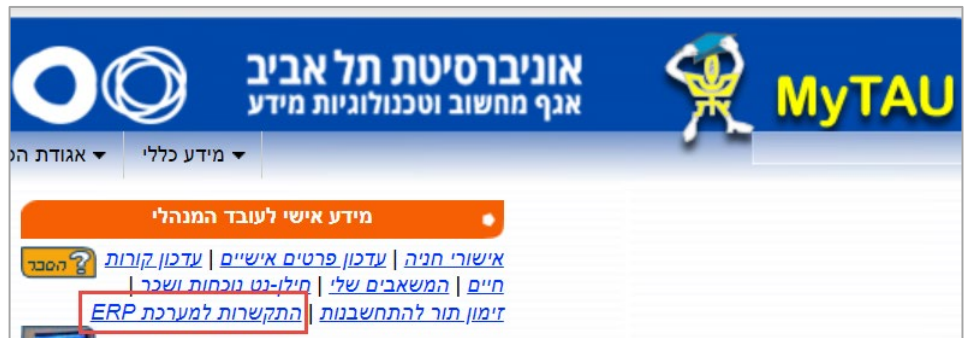 MyTAU
אוניברסיטת תל אביב
אגף מחשוב וטכנולוגיות מידע
מידע כללי
אגודת
מידע אישי לעובד המנהלי
אישורי חניה | עדכון פרטים אישיים | עדכון קורות
הסבר
חיים | המשאבים שלי | חילן-נט נוכחות ושכר |
זימון תור להתחשבנות | התקשרות למערכת ERP